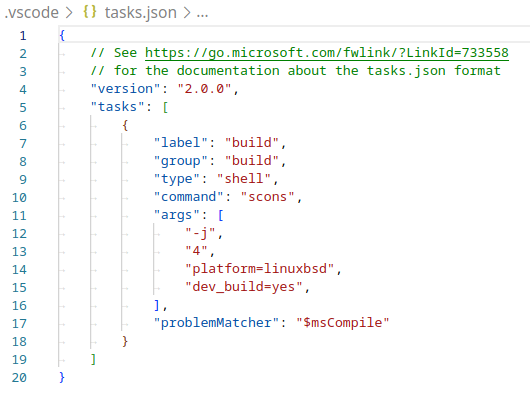 .vscode > {} tasks.json > ...
1 {
2 // See https://go.microsoft.com/fwlink/?LinkId=733558
3 // for the documentation about the tasks.json format
4 "version": "2.0.0",
5 "tasks": [
6 {
7 "label": "build",
8 "group": "build",
9 "type": "shell",
10 "command": "scons",
11 "args": [
12 "-j",
13 "4",
14 "platform=linuxbsd",
15 "dev_build=yes",
16 ],
17 "problemMatcher": "$msCompile"
18 }
19 ]
20 }